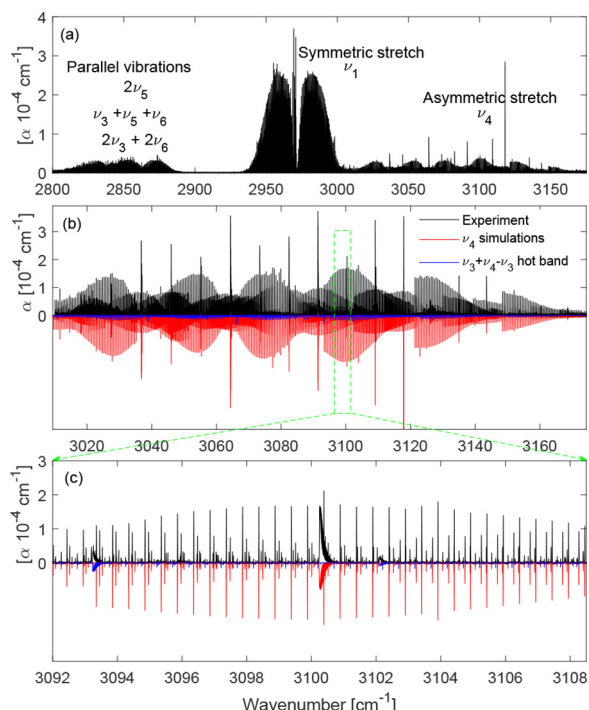 (a)
Parallel vibrations
2ν5
ν3 +ν5 +ν6
2ν3 + 2ν6
Symmetric stretch
ν1
Asymmetric stretch
ν4
[α 10-4 cm-1]
4
3
2
1
0
2800 2850 2900 2950 3000 3050 3100 3150
(b)
Experiment
ν4 simulations
ν3+ν4-ν3 hot band
α [10-4 cm-1]
3
2
1
0
3020 3040 3060 3080 3100 3120 3140 3160
(c)
[α 10-4 cm-1]
3
2
1
0
3092 3094 3096 3098 3100 3102 3104 3106 3108
Wavenumber [cm-1]